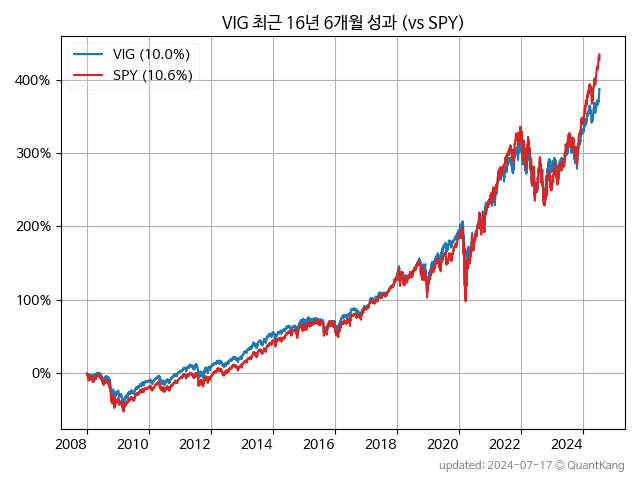 VIG 최근 16년 6개월 성과 (vs SPY)
VIG (10.0%)
SPY (10.6%)
400%
300%
200%
100%
0%
2008 2010 2012 2014 2016 2018 2020 2022 2024
updated: 2024-07-17 © QuantKang